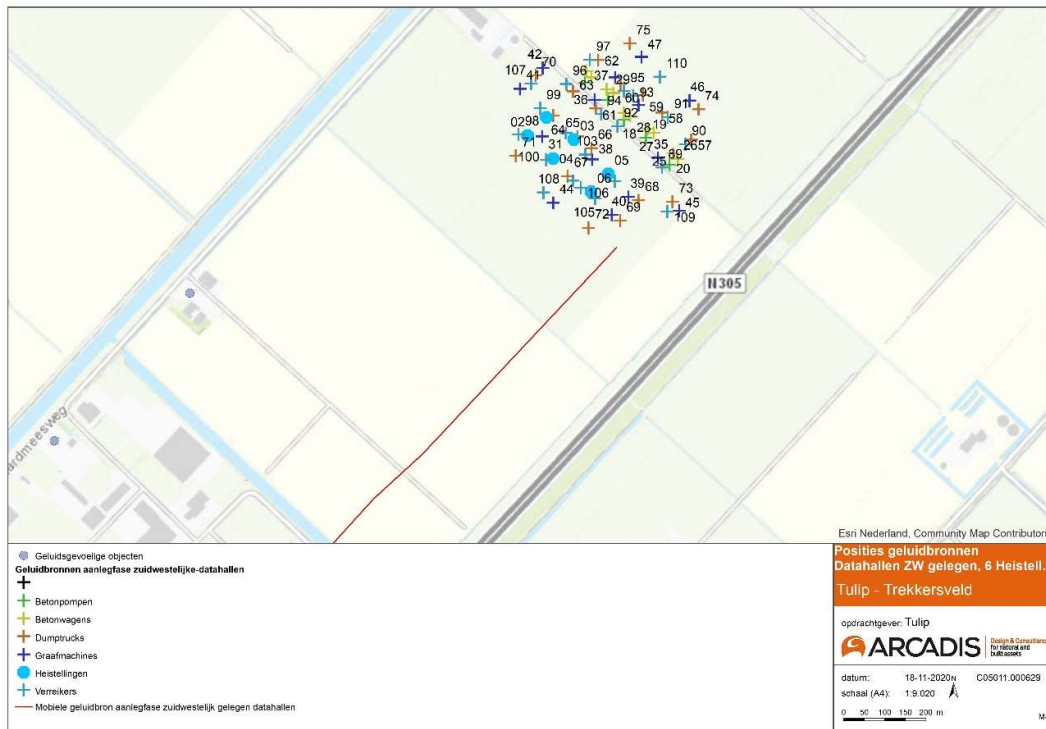 75
97
47
42
62
70
107
96
37
110
41
29
95
63
46
99
36
94
60
93
91
74
59
58
61
92
02
98
65
03
18
28
19
64
66
90
71
31
103
38
27
35
26
57
100
04
67
05
25
89
20
06
108
44
106
39
68
73
40
45
105
72
69
109
N305
ardmeesweg
Esri Nederland, Community Map Contributors
Geluidsgevoelige objecten
Geluidbronnen aanlegfase zuidwestelijke-datahallen
Betonpompen
Betonwagens
Dumptrucks
Graafmachines
Heistellingen
Verreikers
Mobiele geluidbron aanlegfase zuidwestelijk gelegen datahallen
Posities geluidbronnen
Datahallen ZW gelegen, 6 Heistell.
Tulip - Trekkersveld
opdrachtgever: Tulip
ARCADIS
Design & Consultanc
for natural and
built assets
datum: 18-11-2020 N C05011.000629
schaal (A4): 1:9.020
0 50 100 150 200 m